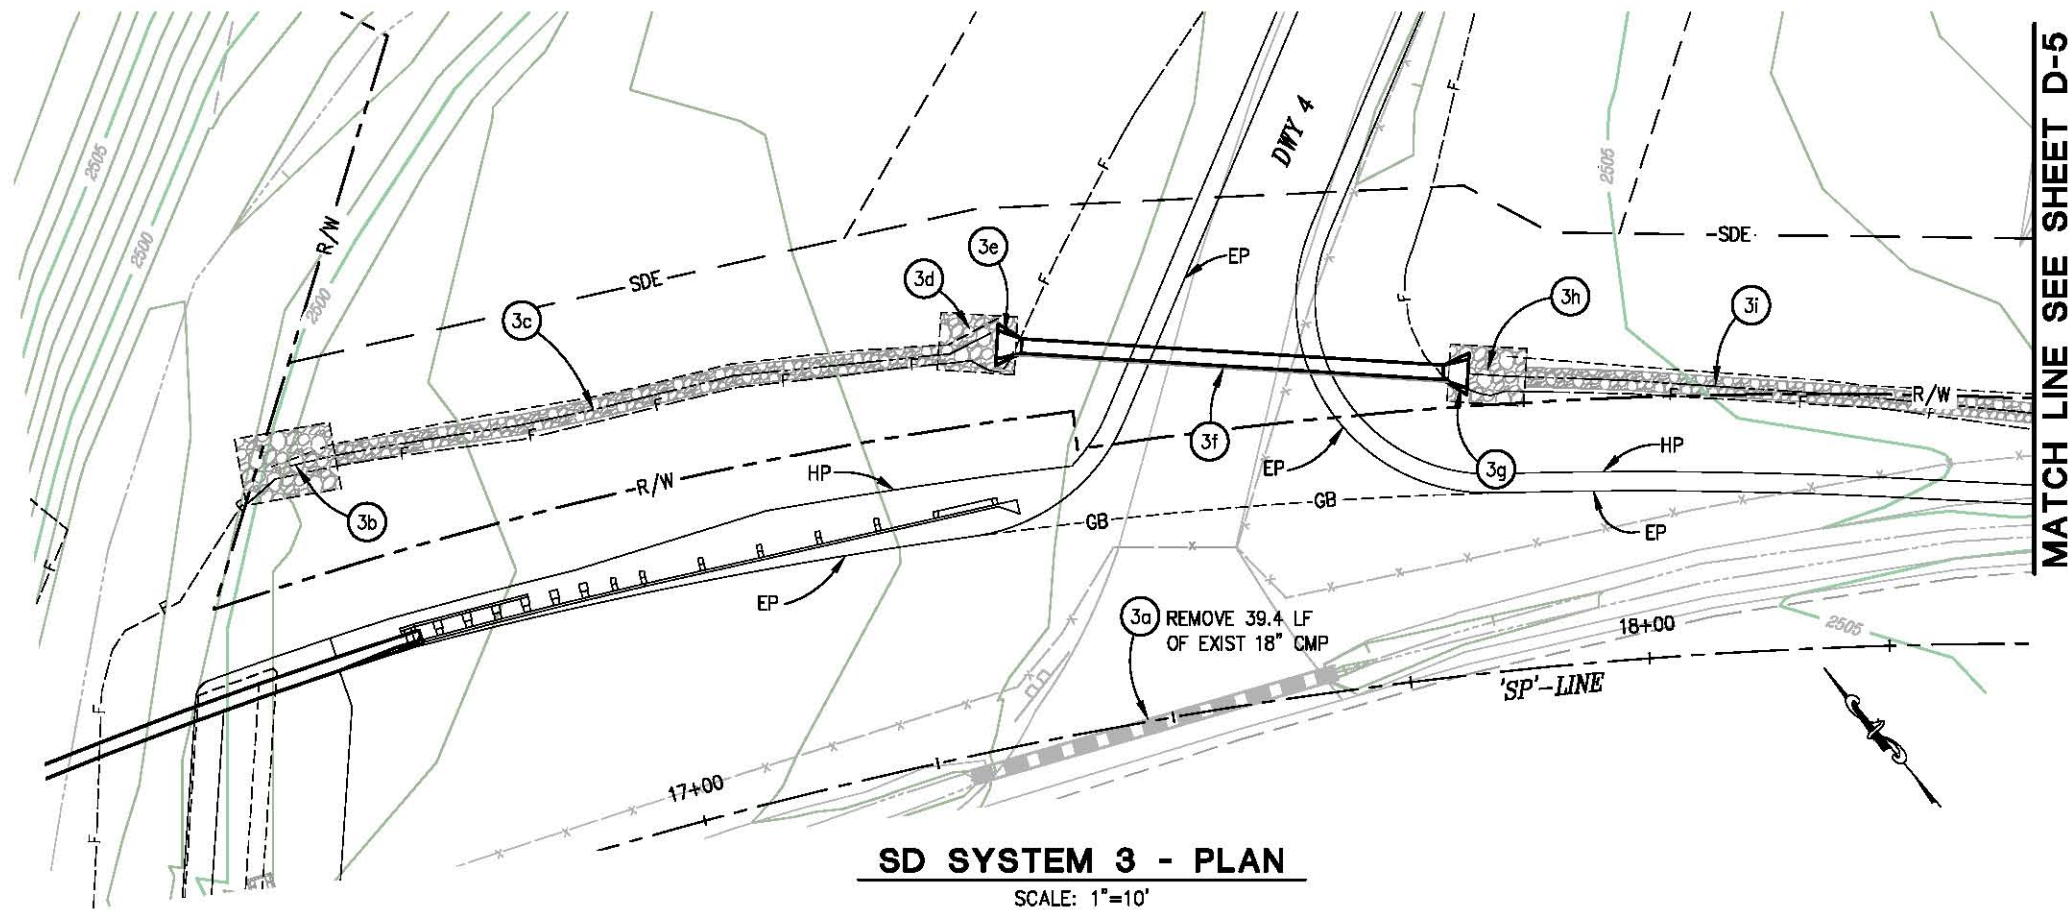 MATCH LINE SEE SHEET D-5
2505
2500
R/W
2500
SDE
3c
3d
3e
F
F
DWY 4
EP
F
F
2505
SDE
3h
3i
R/W
F
F
F
F
F
F
F
F
3b
R/W
HP
3f
EP
3g
HP
GB
GB
EP
EP
F
F
F
F
F
3a REMOVE 39.4 LF
OF EXIST 18" CMP
18+00
2505
'SP'-LINE
17+00
SD SYSTEM 3 - PLAN
SCALE: 1"=10'